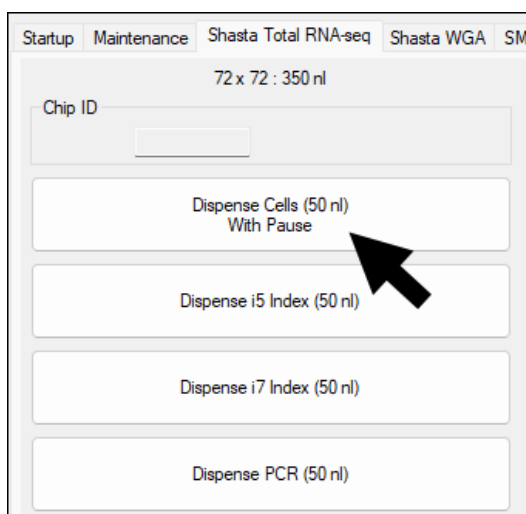 Startup Maintenance Shasta Total RNA-seq Shasta WGA SM
72 x 72 : 350 nl
Chip ID
Dispense Cells (50 nl)
With Pause
Dispense i5 Index (50 nl)
Dispense i7 Index (50 nl)
Dispense PCR (50 nl)